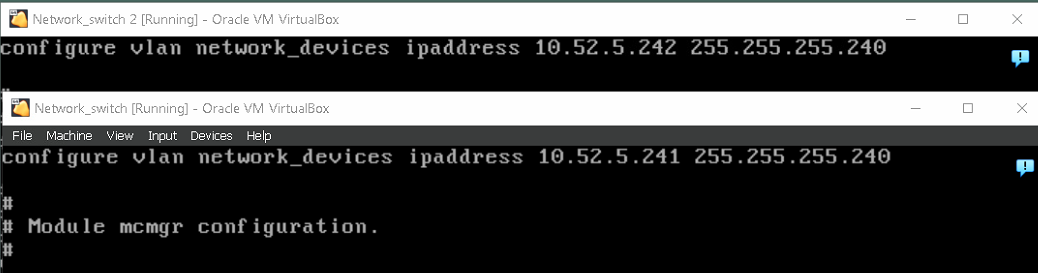 Network_switch 2 [Running] - Oracle VM VirtualBox
configure vlan network_devices ipaddress 10.52.5.242 255.255.255.240
Network_switch [Running] - Oracle VM VirtualBox
File Machine View Input Devices Help
configure vlan network_devices ipaddress 10.52.5.241 255.255.255.240
#
# Module mcmgr configuration.
#